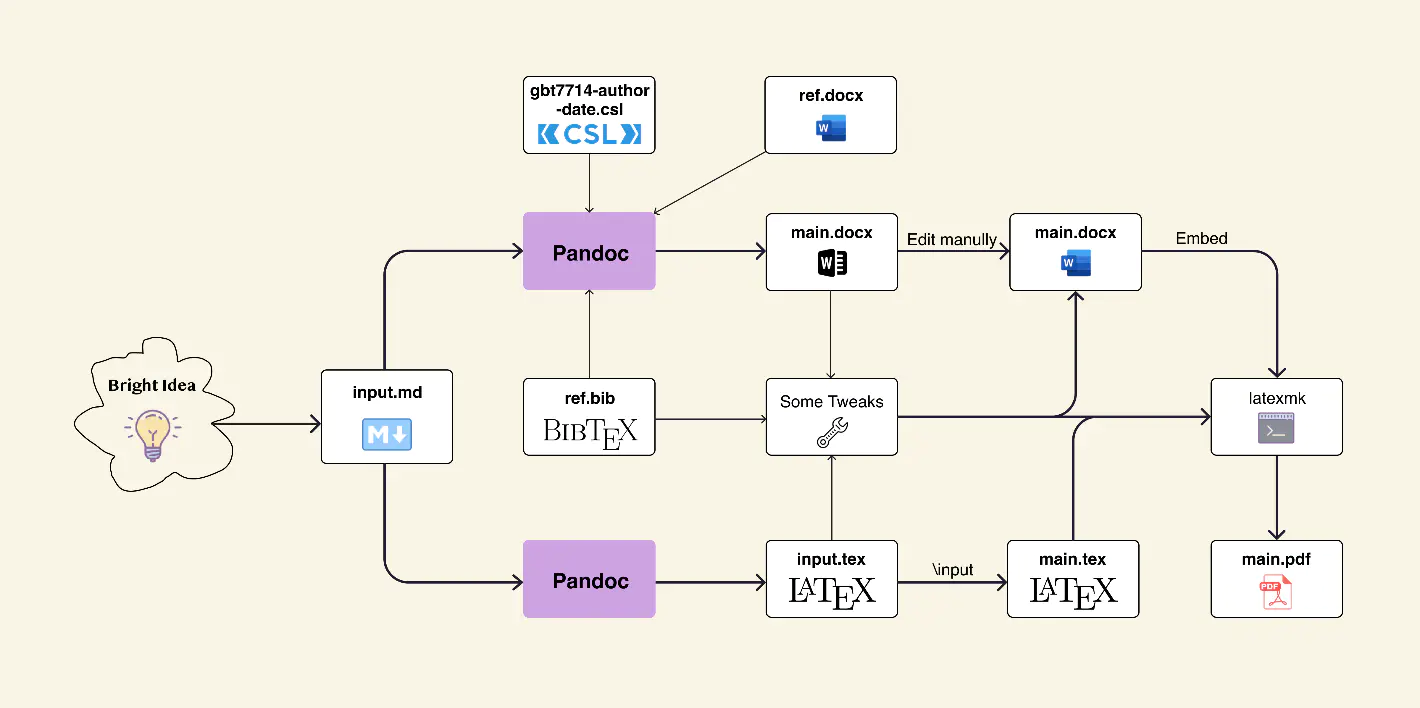 gbt7714-author
-date.csl
CSL
ref.docx
W
Pandoc
main.docx
W
Edit manully
main.docx
W
Embed
Bright Idea
input.md
M
ref.bib
BIBTEX
Some Tweaks
latexmk
Pandoc
input.tex
LATEX
\input
main.tex
LATEX
main.pdf
PDF